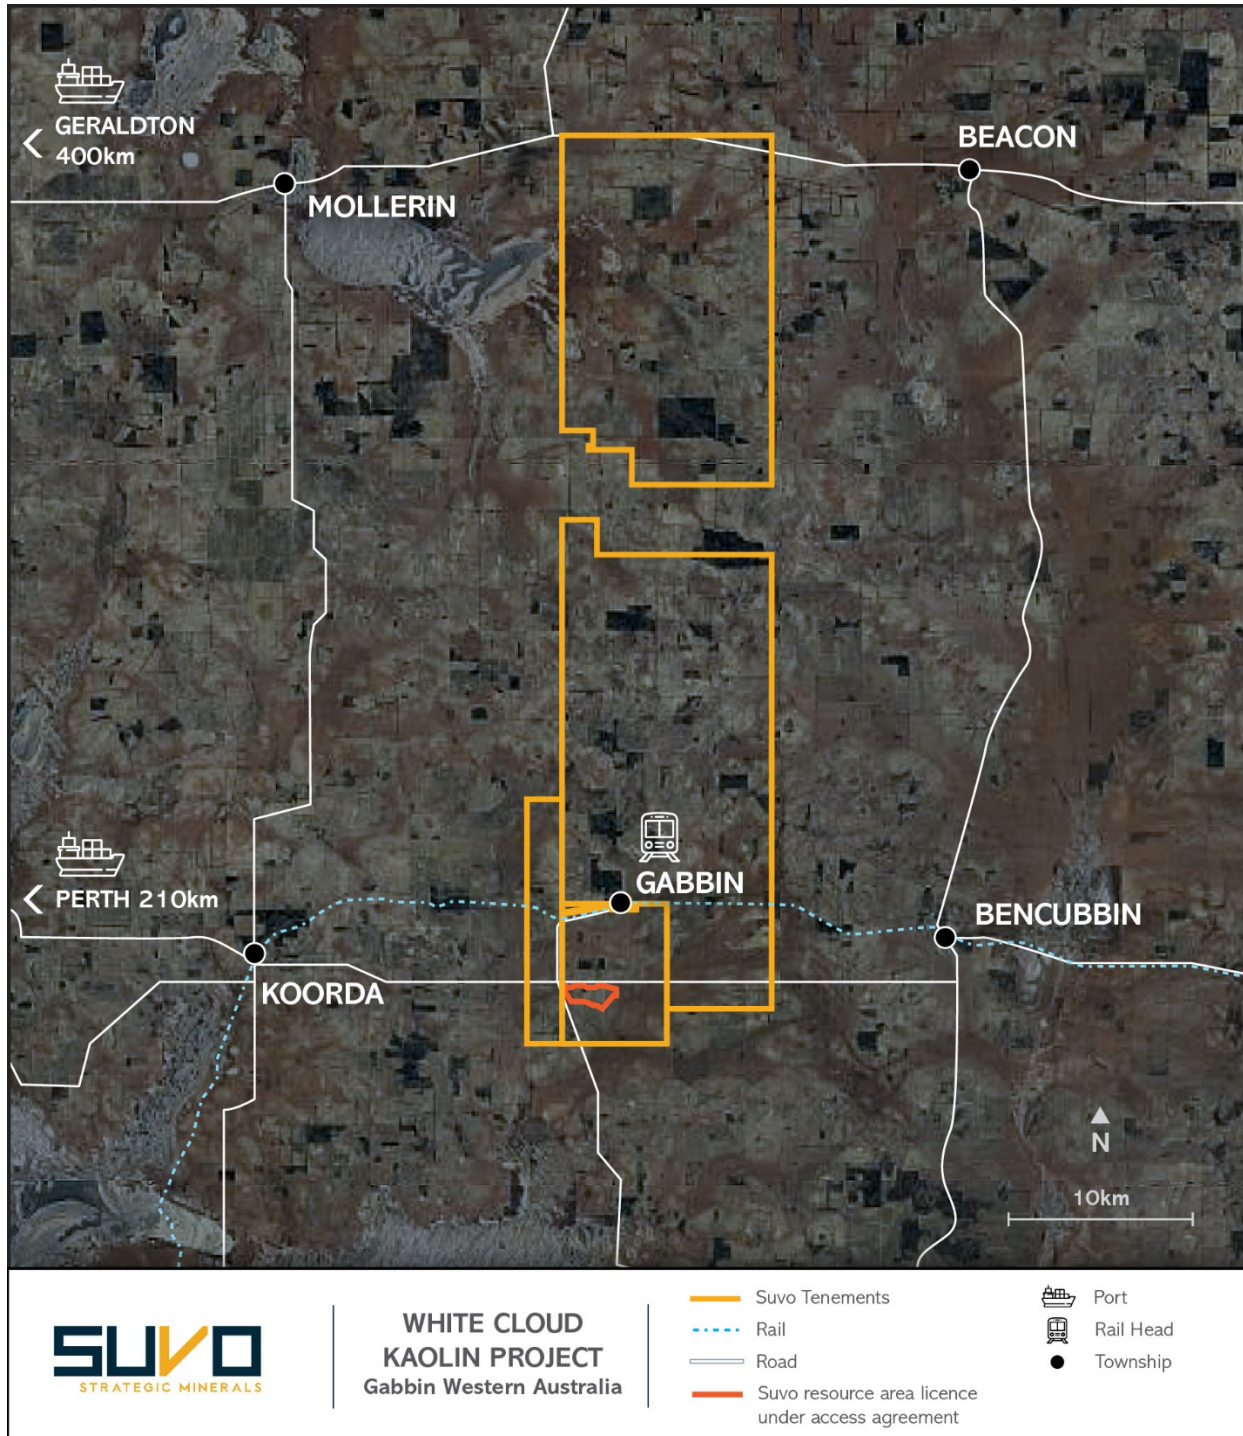 GERALDTON
400km
BEACON
MOLLERIN
GABBIN
PERTH 210km
BENCUBBIN
KOORDA
N
10km
SUVO
STRATEGIC MINERALS
WHITE CLOUD
KAOLIN PROJECT
Gabbin Western Australia
Suvo Tenements
Rail
Road
Suvo resource area licence
under access agreement
Port
Rail Head
Township